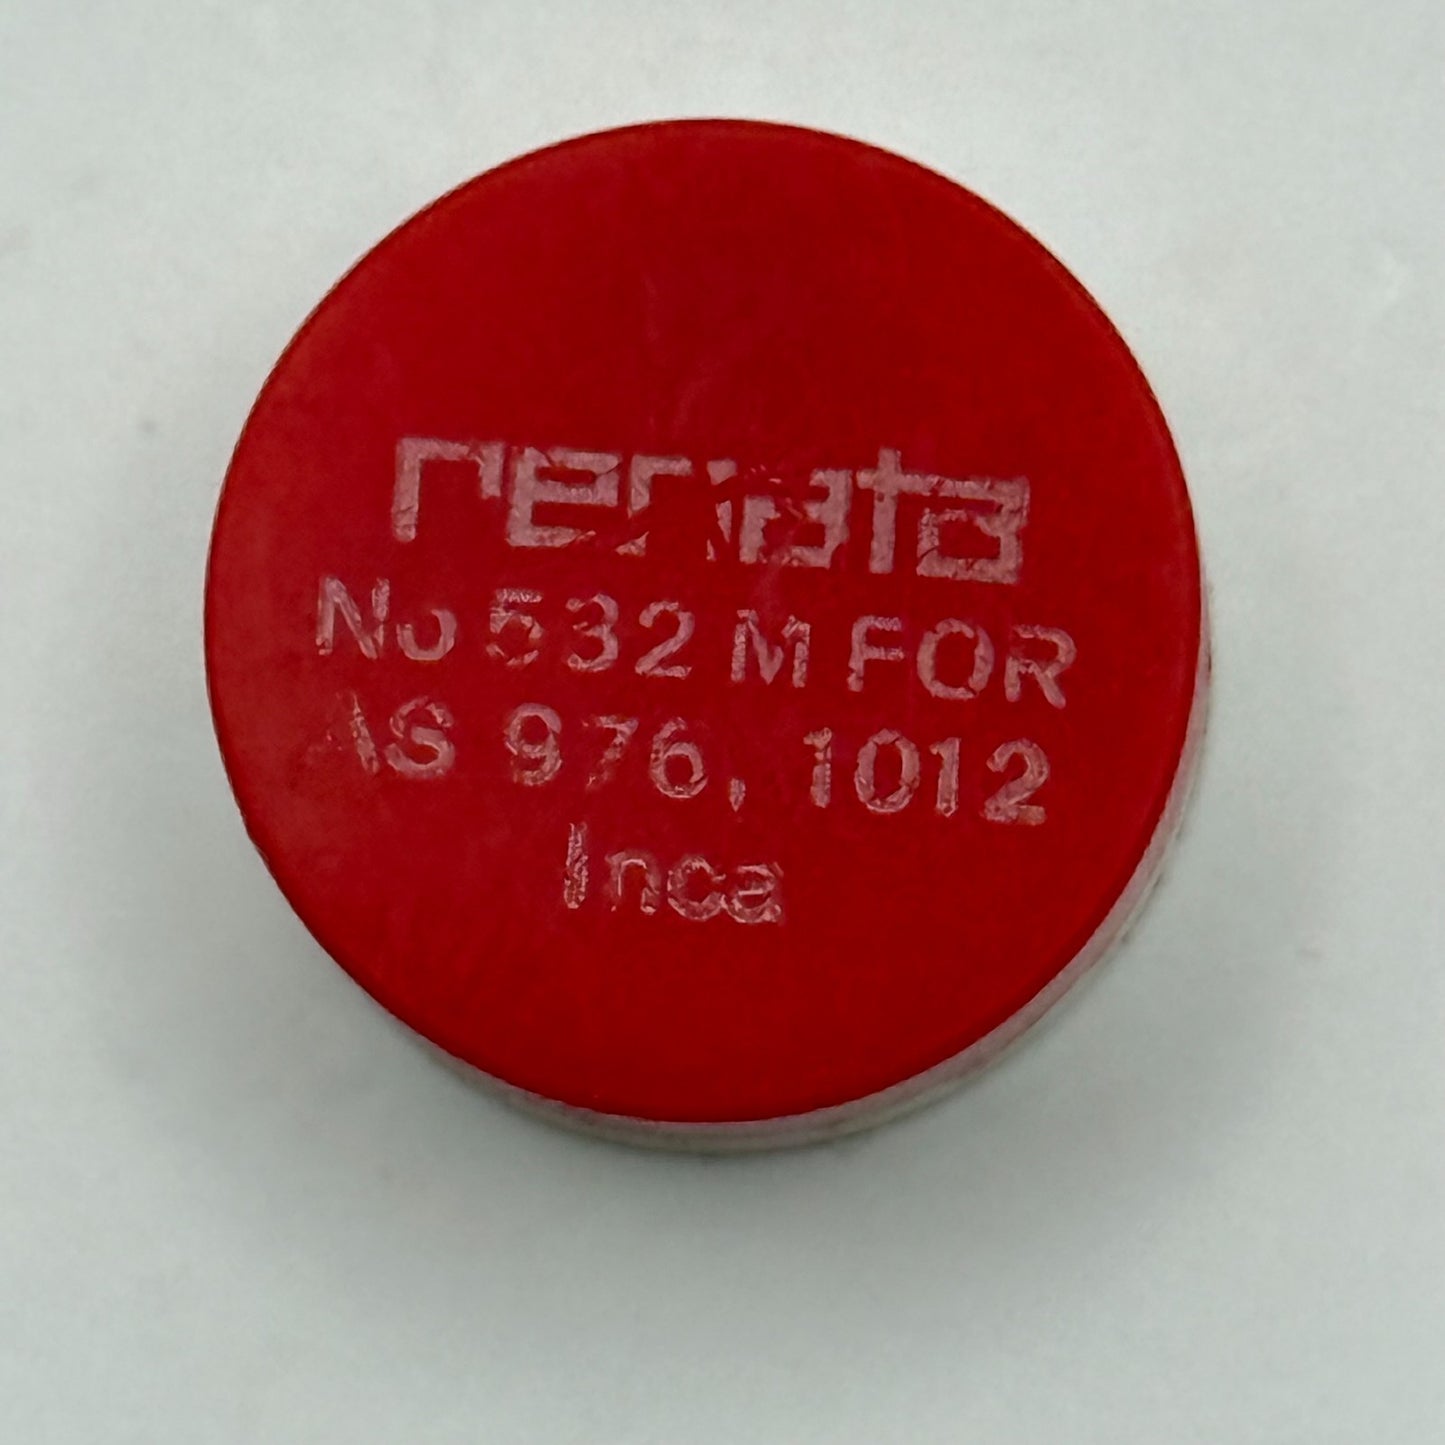 renata
No 532 M FOR
AS 976, 1012
Inca